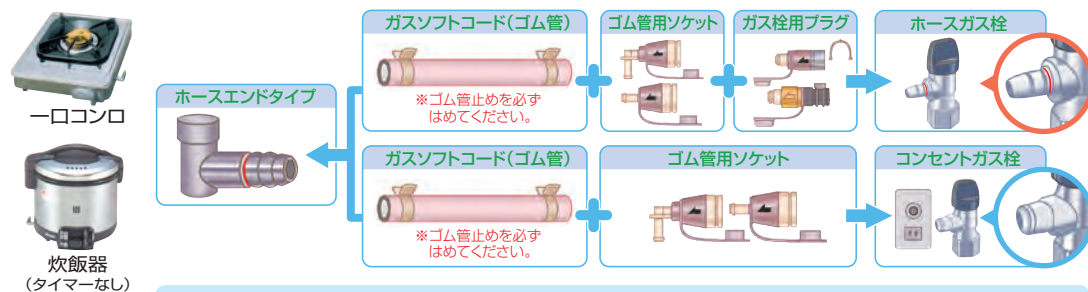 一口コンロ
炊飯器
(タイマーなし)
ホースエンドタイプ
ガスソフトコード(ゴム管)
※ゴム管止めを必ず
はめてください。
ゴム管用ソケット
ガス栓用プラグ
ホースガス栓
ガスソフトコード(ゴム管)
※ゴム管止めを必ず
はめてください。
ゴム管用ソケット
コンセントガス栓